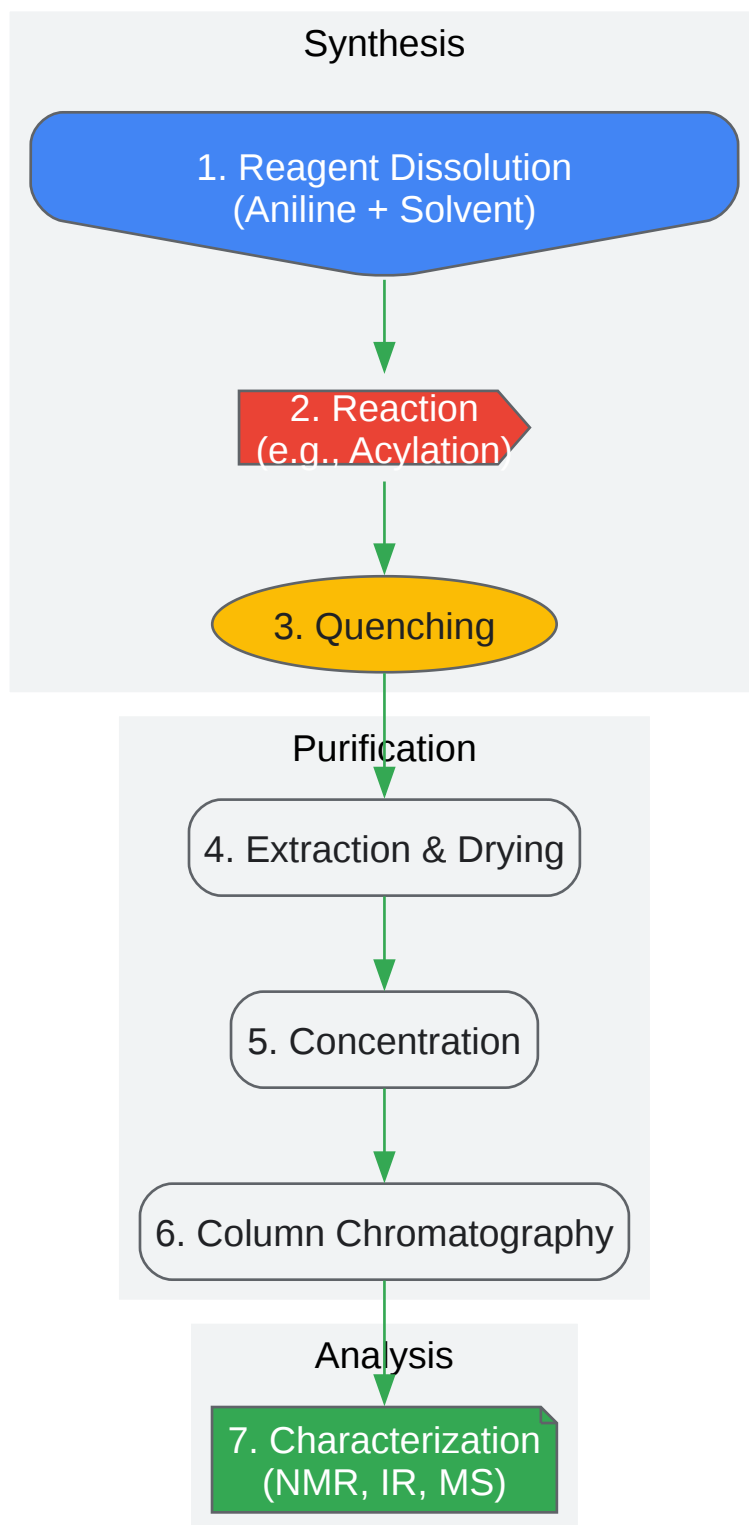 Synthesis
1. Reagent Dissolution
(Aniline + Solvent)
2. Reaction
(e.g., Acylation)
3. Quenching
Purification
4. Extraction & Drying
5. Concentration
6. Column Chromatography
Analysis
7. Characterization
(NMR, IR, MS)